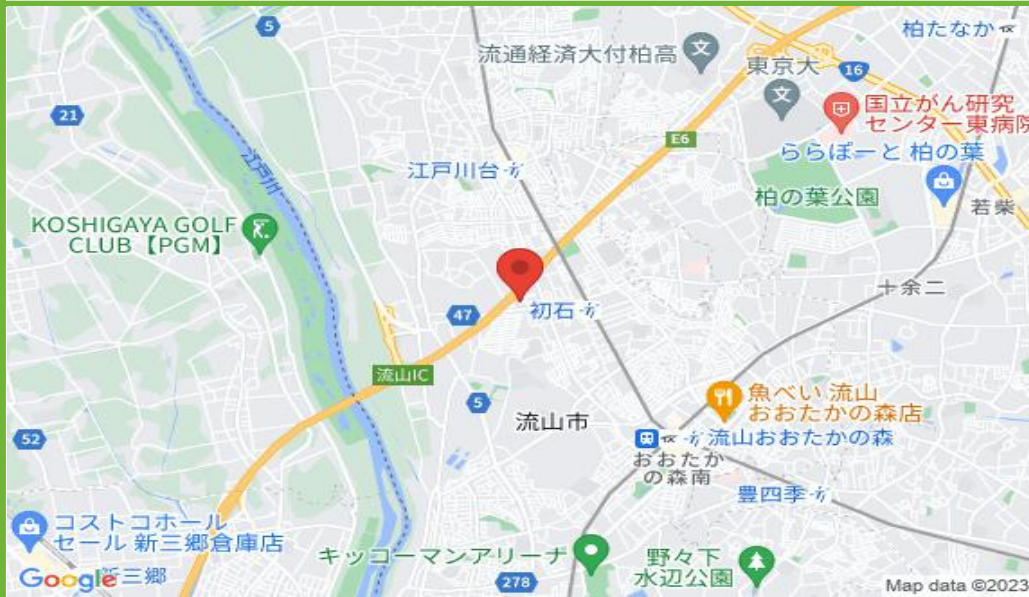 5
柏たなか
流通経済大付柏高
東京大
16
21
国立がん研究
センター東病院
E6
ららぽーと 柏の葉
江戸川
江戸川台
柏の葉公園
若柴
KOSHIGAYA GOLF
CLUB【PGM】
十余二
47
初石
流山IC
魚べい 流山
おおたかの森店
5
流山市
52
流山おおたかの森
おおたか
の森南
豊四季
コストコホール
セール 新三郷倉庫店
キッコーマンアリーナ
野々下
水辺公園
Google
新三郷
278
Map data ©2023